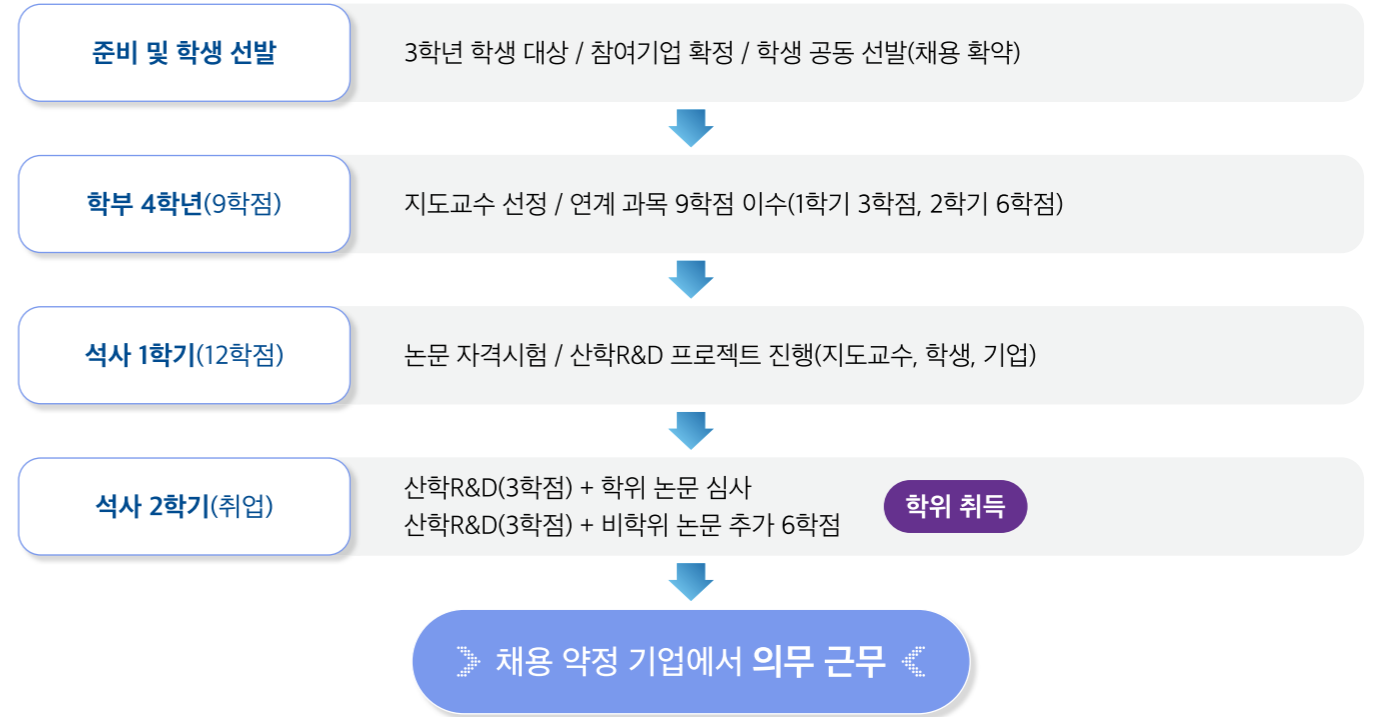 준비 및 학생 선발
3학년 학생 대상 / 참여기업 확정 / 학생 공동 선발(채용 확약)
학부 4학년(9학점)
지도교수 선정 / 연계 과목 9학점 이수(1학기 3학점, 2학기 6학점)
석사 1학기(12학점)
논문 자격시험 / 산학R&D 프로젝트 진행(지도교수, 학생, 기업)
석사 2학기(취업)
산학R&D(3학점) + 학위 논문 심사
산학R&D(3학점) + 비학위 논문 추가 6학점
학위 취득
채용 약정 기업에서 의무 근무